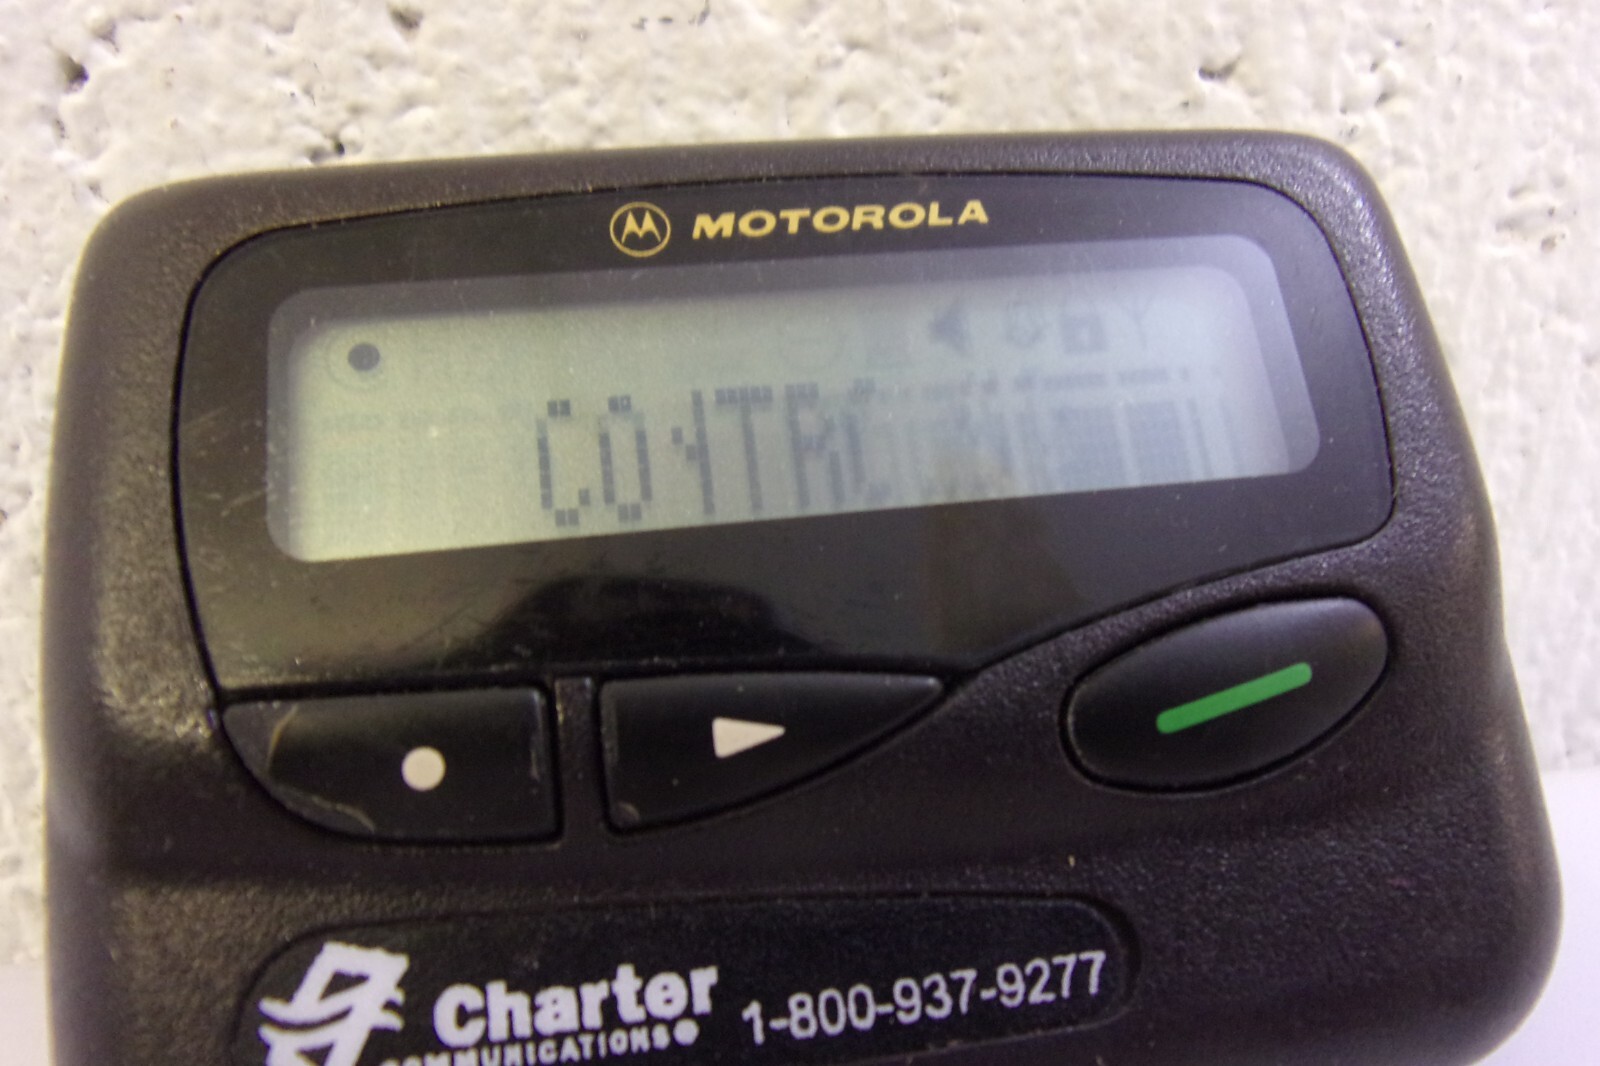 MOTOROLA
Charter
COMMUNICATIONS
1-800-937-9277